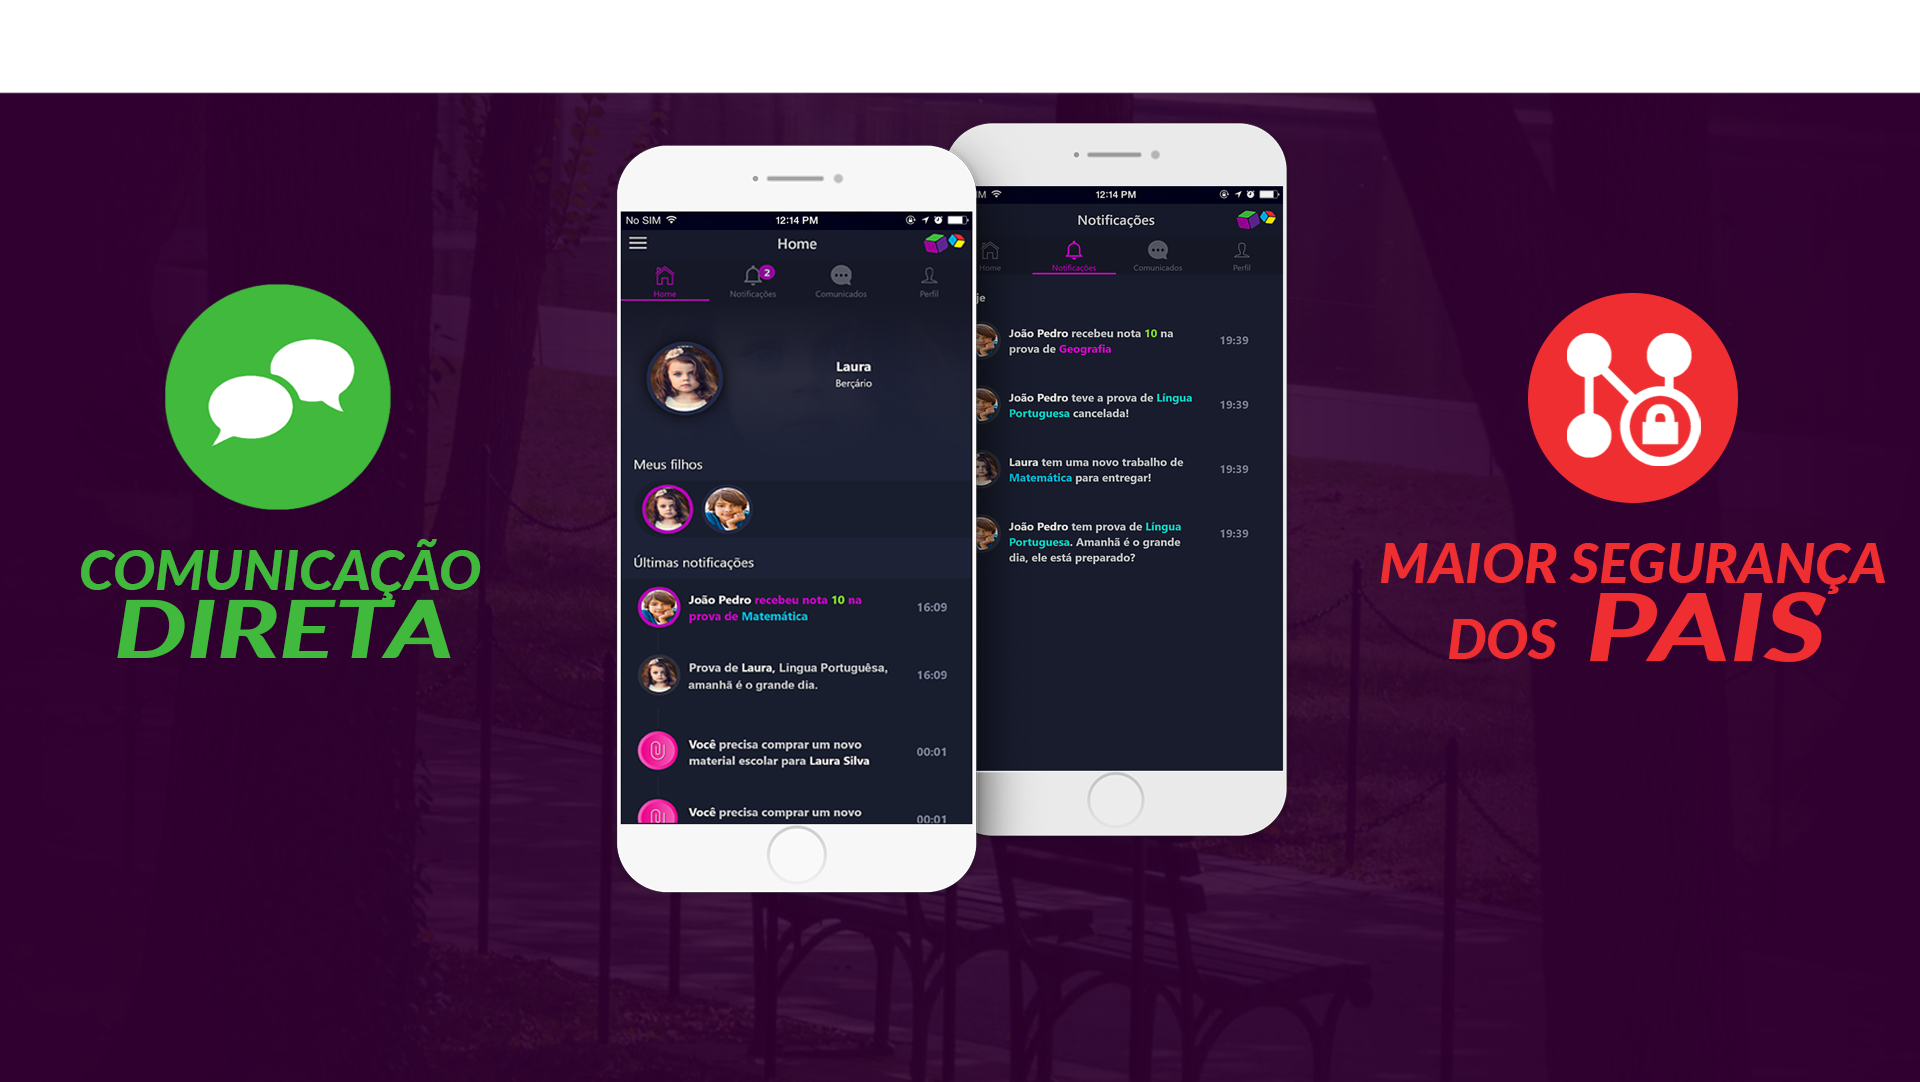 COMUNICAÇÃO
DIRETA
No SIM
12:14 PM
Home
2
Home
Notificações
Comunicados
Perfil
Laura
Berçário
Meus filhos
Últimas notificações
João Pedro recebeu nota 10 na
prova de Matemática
16:09
Prova de Laura, Lingua Portuguêsa,
amanhã é o grande dia.
16:09
Você precisa comprar um novo
material escolar para Laura Silva
00:01
Você precisa comprar um novo
00:01
12:14 PM
Notificações
Home
Notificações
Comunicados
Perfil
João Pedro recebeu nota 10 na
prova de Geografia
19:39
João Pedro teve a prova de Língua
Portuguesa cancelada!
19:39
Laura tem uma novo trabalho de
Matemática para entregar!
19:39
João Pedro tem prova de Língua
Portuguesa. Amanhã é o grande
dia, ele está preparado?
19:39
MAIOR SEGURANÇA
DOS PAIS